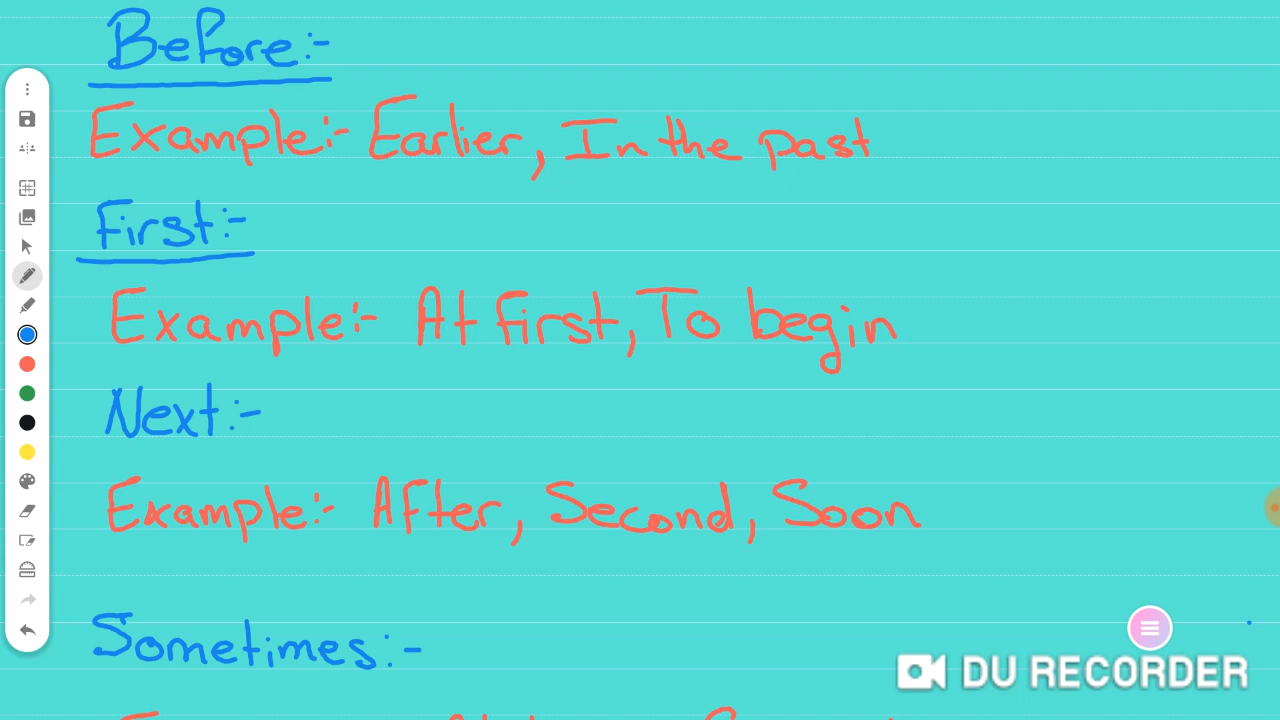 Before:-
Example:- Earlier, In the past
First:-
Example:- At first, To begin
Next:-
Example:- After, Second, Soon
Sometimes:-
DU RECORDER